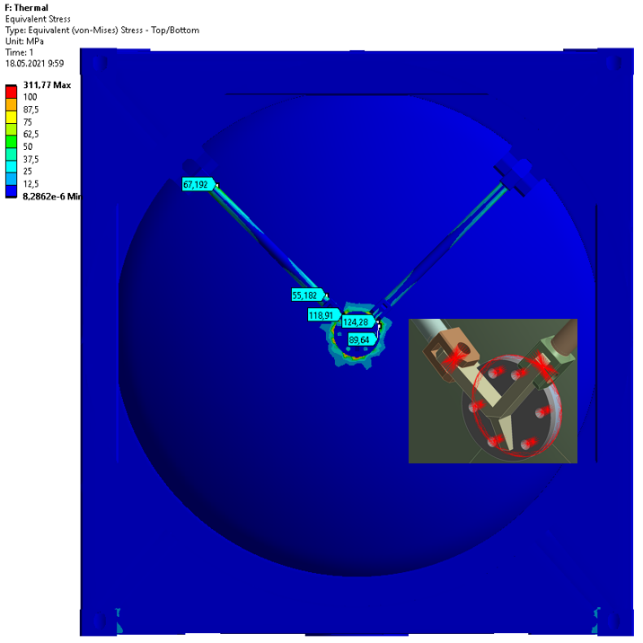 F: Thermal
Equivalent Stress
Type: Equivalent (von-Mises) Stress - Top/Bottom
Unit: MPa
Time: 1
18.05.2021 9:59
311,77 Max
100
87,5
75
62,5
50
37,5
25
12,5
8,2862e-6 Mir
67,192
55,182
118,91
124,28
89,64